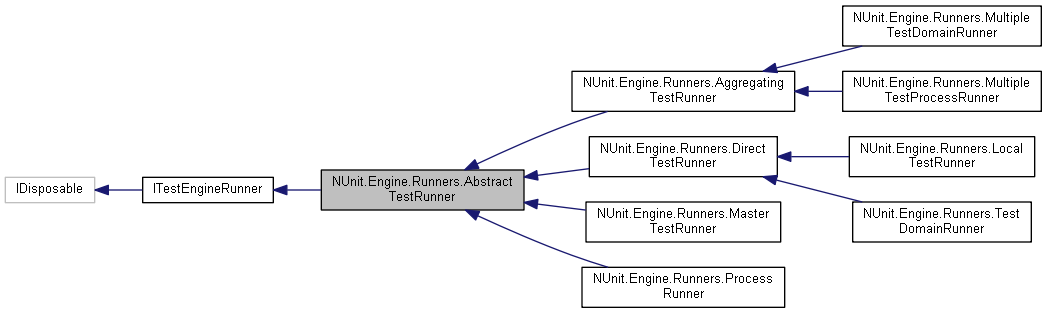 IDisposable
ITestEngineRunner
NUnit.Engine.Runners.Abstract
TestRunner
NUnit.Engine.Runners.Aggregating
TestRunner
NUnit.Engine.Runners.Direct
TestRunner
NUnit.Engine.Runners.Master
TestRunner
NUnit.Engine.Runners.Process
Runner
NUnit.Engine.Runners.Multiple
TestDomainRunner
NUnit.Engine.Runners.Multiple
TestProcessRunner
NUnit.Engine.Runners.Local
TestRunner
NUnit.Engine.Runners.Test
DomainRunner